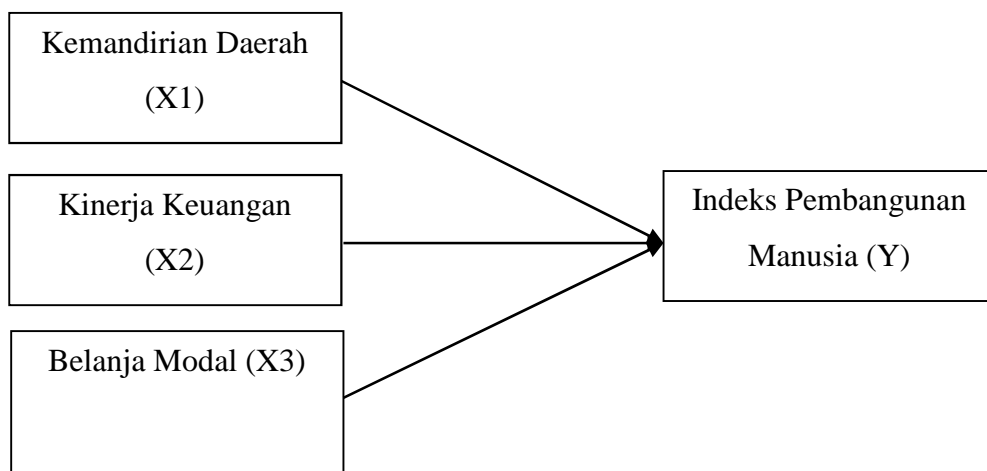 Kemandirian Daerah
(X1)
Kinerja Keuangan
(X2)
Belanja Modal (X3)
Indeks Pembangunan
Manusia (Y)